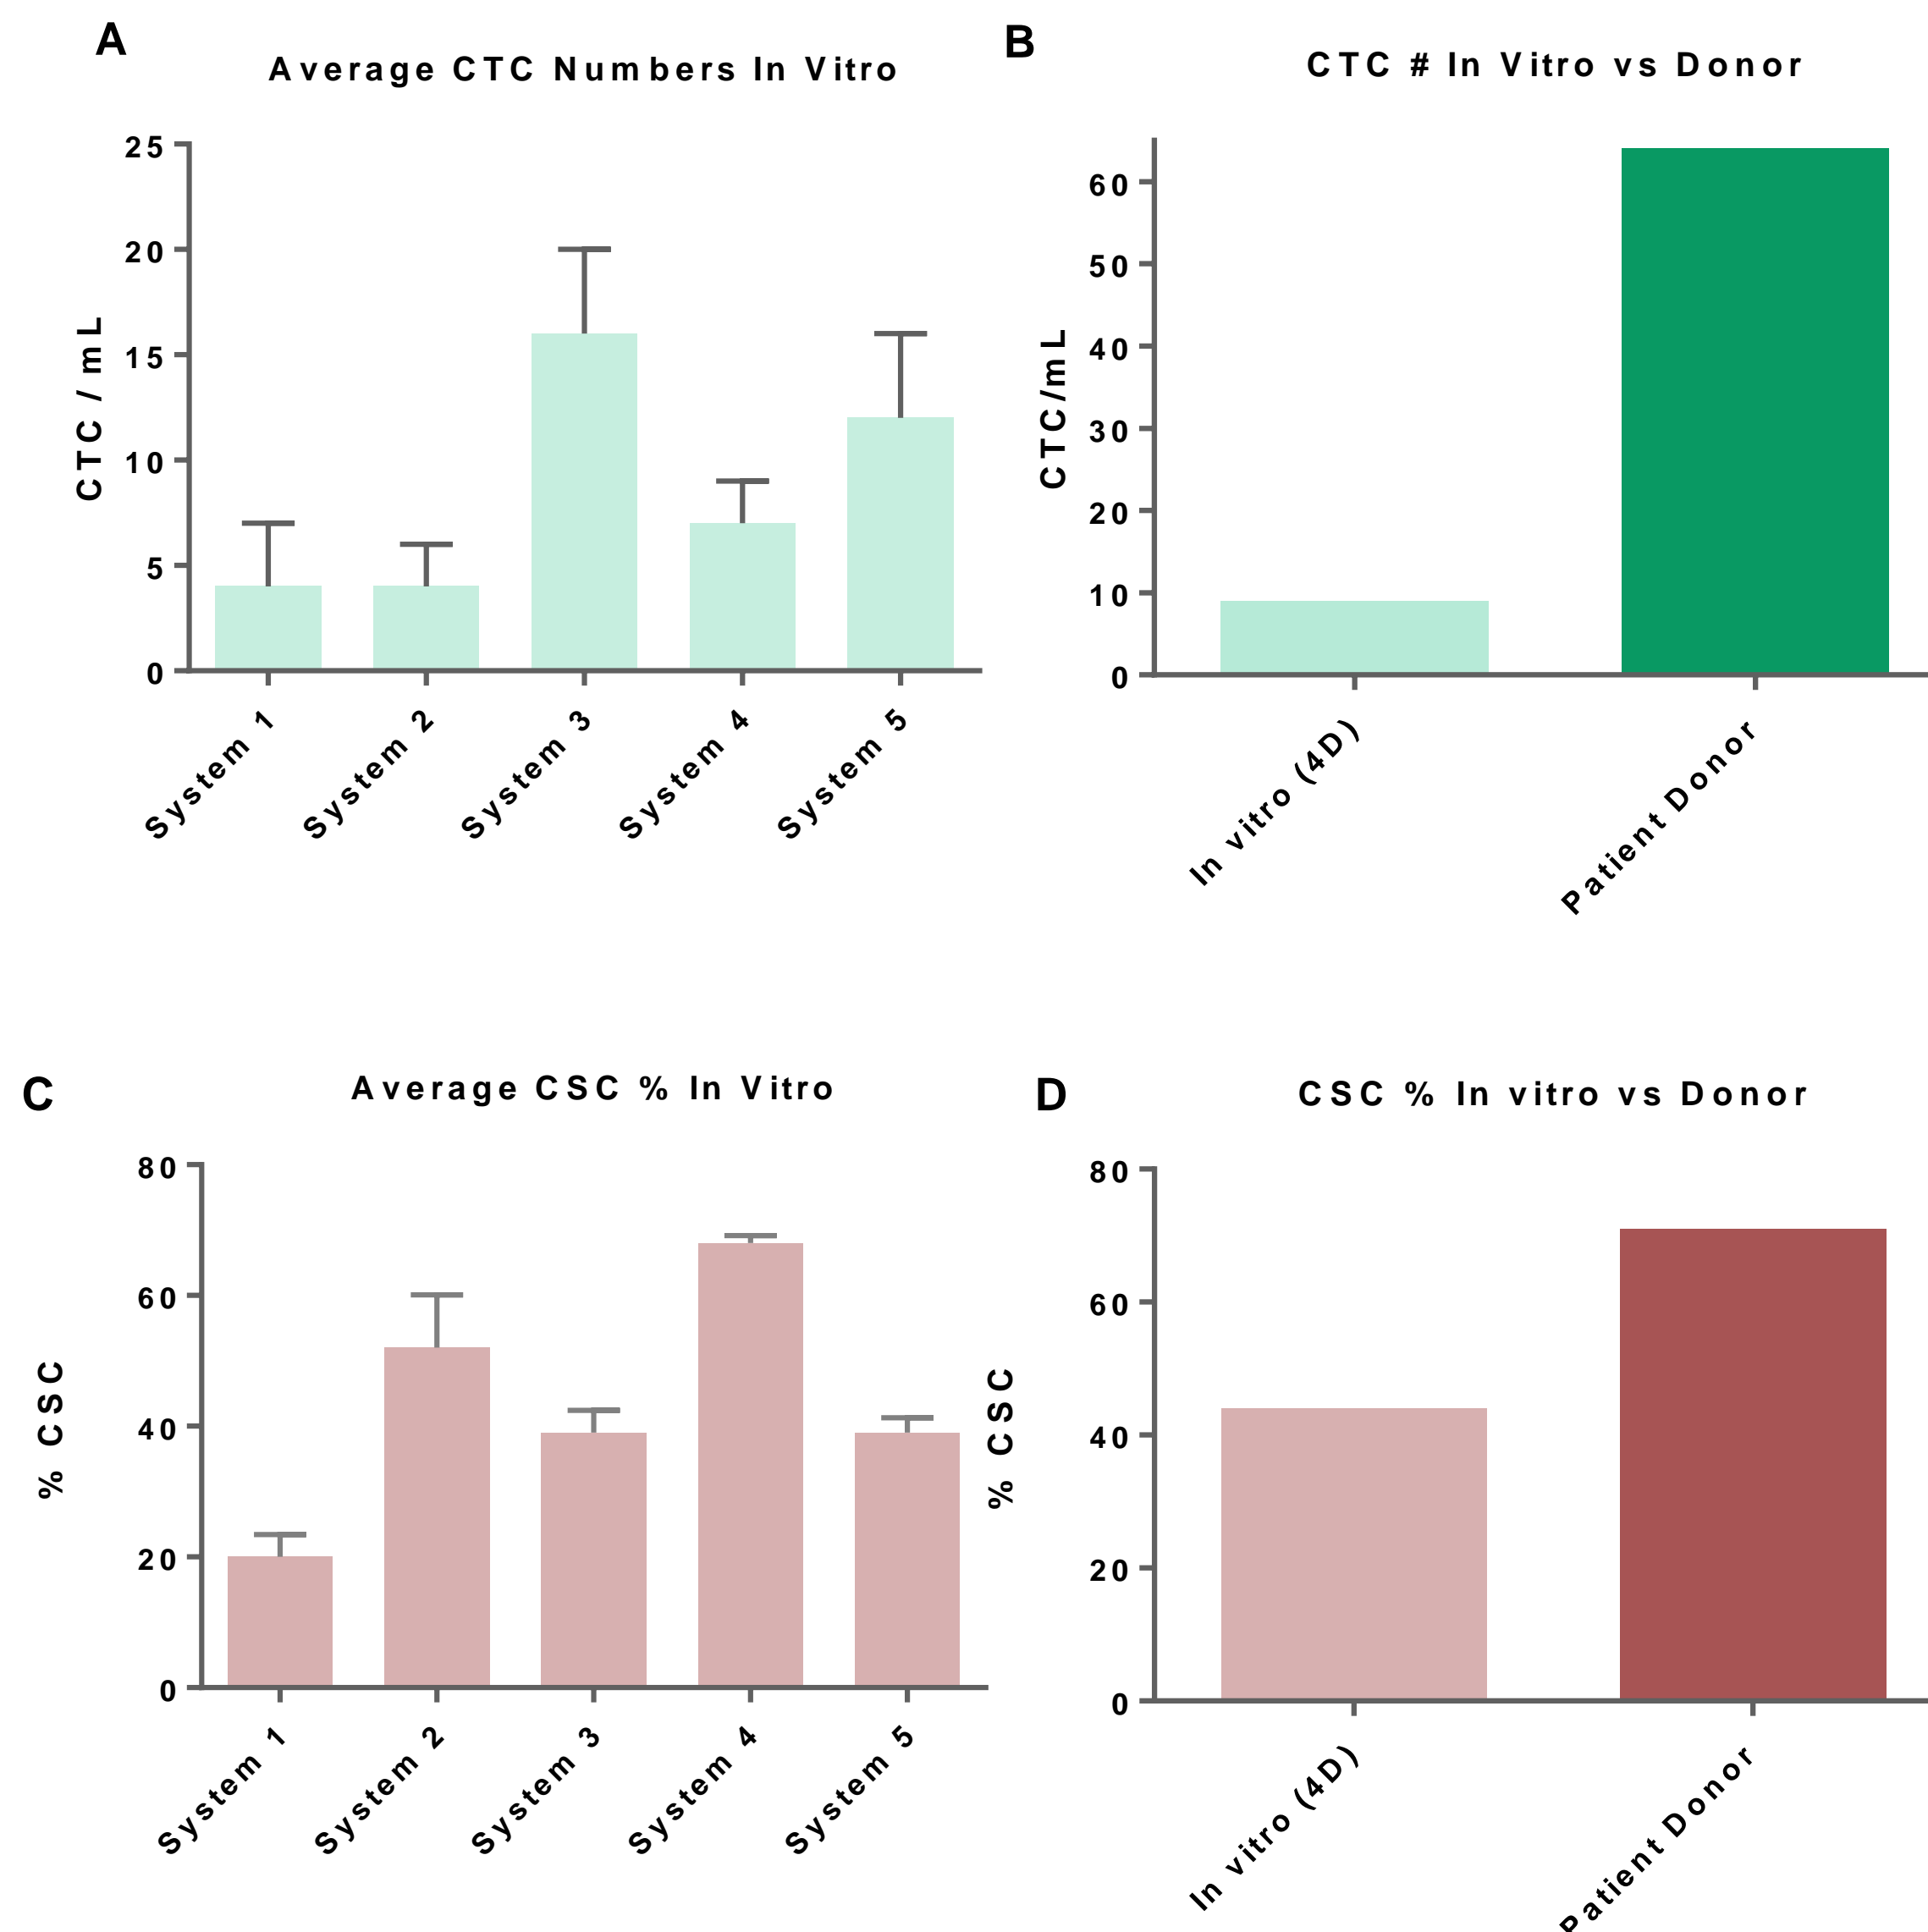 A
Average CTC Numbers In Vitro
CTC / mL
25
20
15
10
5
0
System 1
System 2
System 3
System 4
System 5
B
CTC # In Vitro vs Donor
CTC/mL
60
50
40
30
20
10
0
In vitro (4D)
Patient Donor
C
Average CSC % In Vitro
% CSC
80
60
40
20
0
System 1
System 2
System 3
System 4
System 5
D
CSC % In vitro vs Donor
% CSC
80
60
40
20
0
In vitro (4D)
Patient Donor